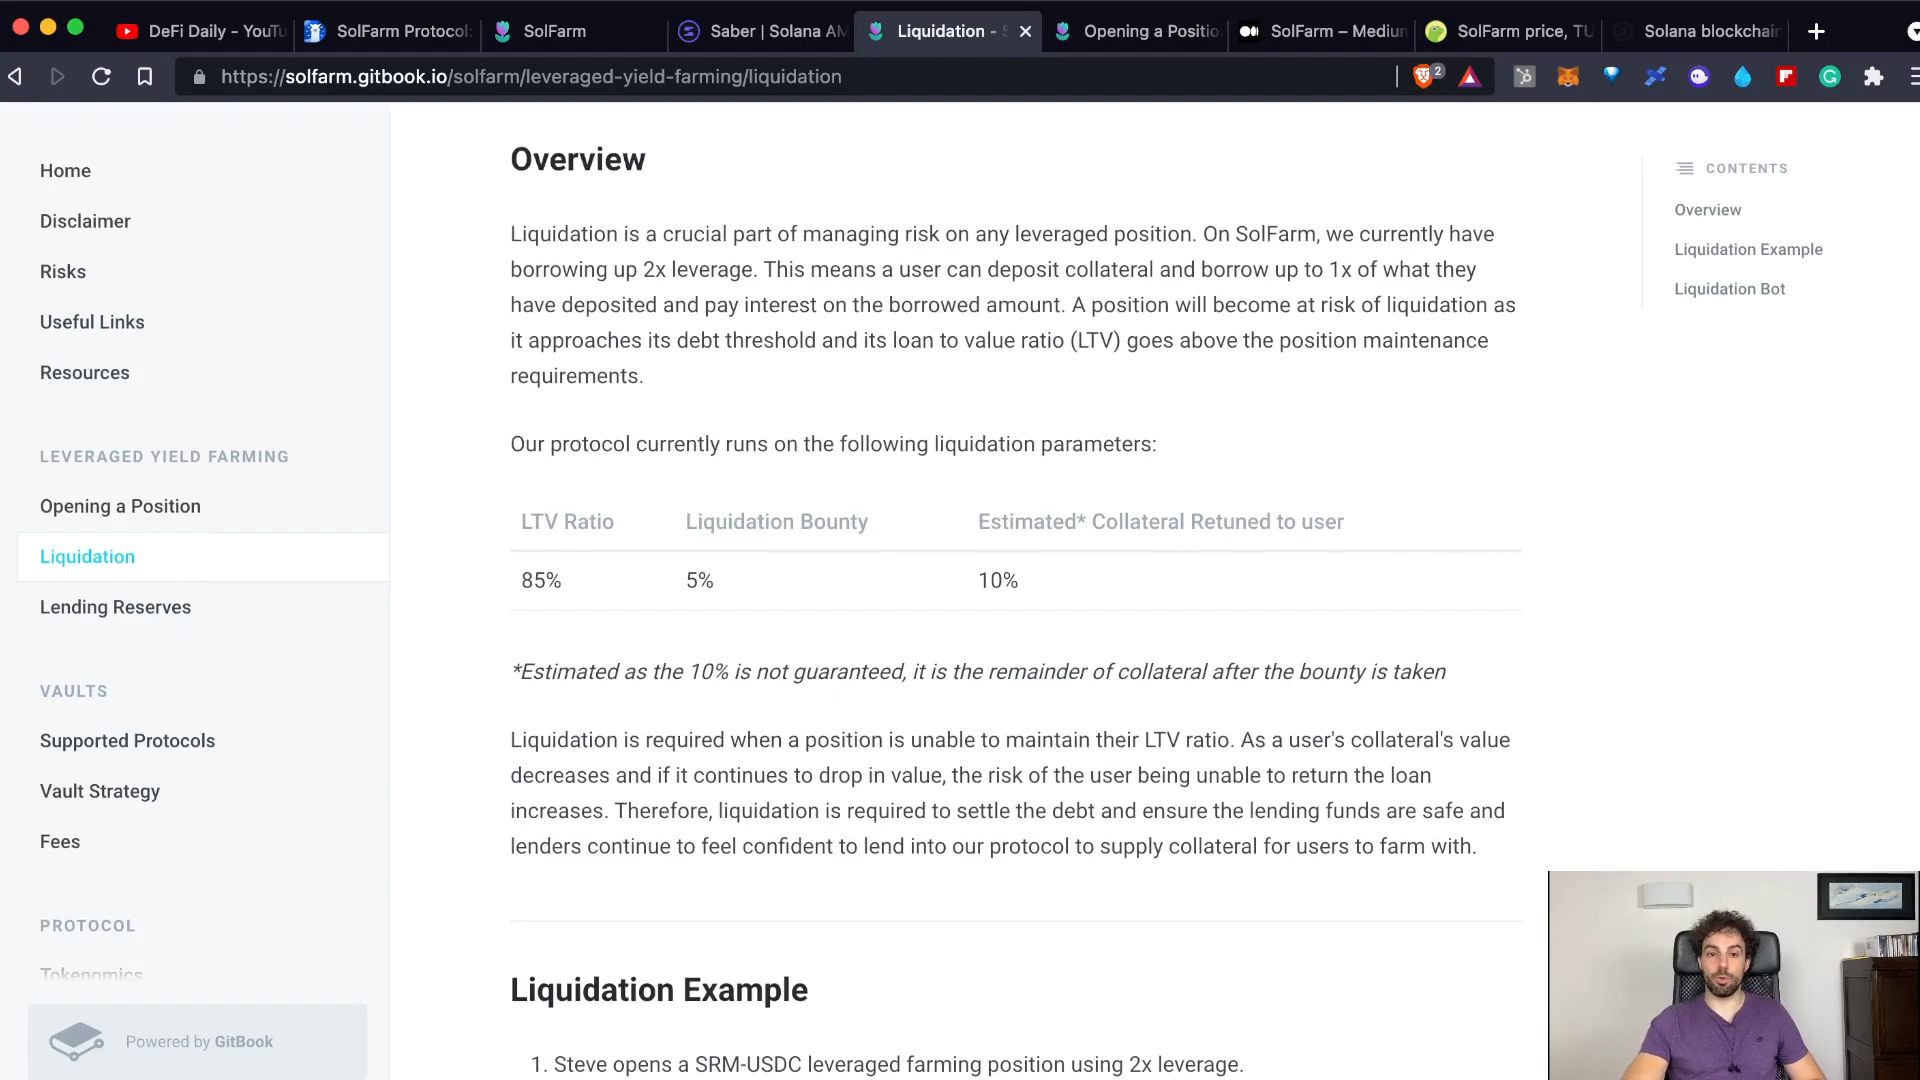 DeFi Daily - YouTu
SolFarm Protocol
SolFarm
Saber | Solana AM
Liquidation - S
Opening a Positio
SolFarm – Medium
SolFarm price, TU
Solana blockchain
https://solfarm.gitbook.io/solfarm/leveraged-yield-farming/liquidation
2
Home
Disclaimer
Risks
Useful Links
Resources
LEVERAGED YIELD FARMING
Opening a Position
Liquidation
Lending Reserves
VAULTS
Supported Protocols
Vault Strategy
Fees
PROTOCOL
Tokenomics
Powered by GitBook
Overview
Liquidation is a crucial part of managing risk on any leveraged position. On SolFarm, we currently have
borrowing up 2x leverage. This means a user can deposit collateral and borrow up to 1x of what they
have deposited and pay interest on the borrowed amount. A position will become at risk of liquidation as
it approaches its debt threshold and its loan to value ratio (LTV) goes above the position maintenance
requirements.
Our protocol currently runs on the following liquidation parameters:
LTV Ratio Liquidation Bounty Estimated* Collateral Retuned to user
85% 5% 10%
*Estimated as the 10% is not guaranteed, it is the remainder of collateral after the bounty is taken
Liquidation is required when a position is unable to maintain their LTV ratio. As a user's collateral's value
decreases and if it continues to drop in value, the risk of the user being unable to return the loan
increases. Therefore, liquidation is required to settle the debt and ensure the lending funds are safe and
lenders continue to feel confident to lend into our protocol to supply collateral for users to farm with.
Liquidation Example
1. Steve opens a SRM-USDC leveraged farming position using 2x leverage.
CONTENTS
Overview
Liquidation Example
Liquidation Bot